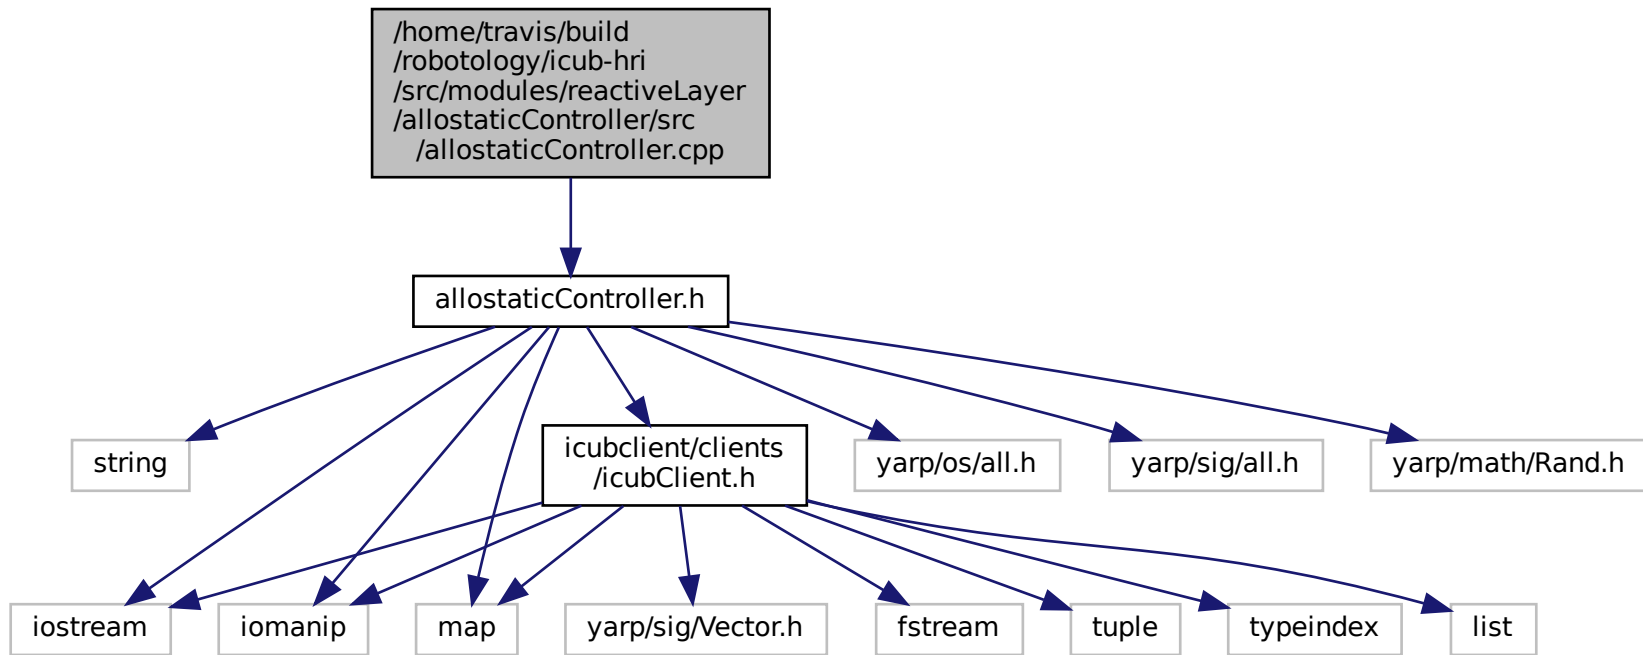 /home/travis/build
/robotology/icub-hri
/src/modules/reactiveLayer
/allostaticController/src
/allostaticController.cpp
allostaticController.h
string
icubclient/clients
/icubClient.h
yarp/os/all.h
yarp/sig/all.h
yarp/math/Rand.h
iostream
iomanip
map
yarp/sig/Vector.h
fstream
tuple
typeindex
list